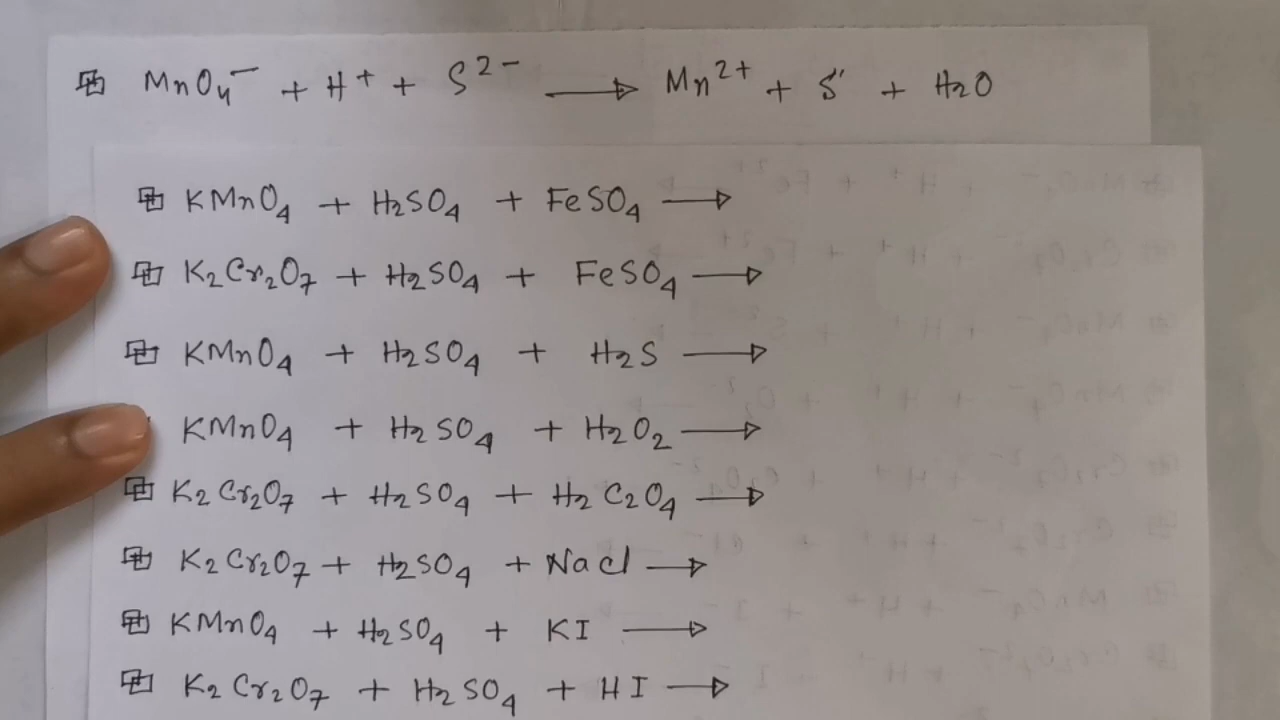 MnO4⁻ + H⁺ + S²⁻ → Mn²⁺ + S + H2O
KMnO4 + H2SO4 + FeSO4 →
K2Cr2O7 + H2SO4 + FeSO4 →
KMnO4 + H2SO4 + H2S →
KMnO4 + H2SO4 + H2O2 →
K2Cr2O7 + H2SO4 + H2C2O4 →
K2Cr2O7 + H2SO4 + NaCl →
KMnO4 + H2SO4 + KI →
K2Cr2O7 + H2SO4 + HI →